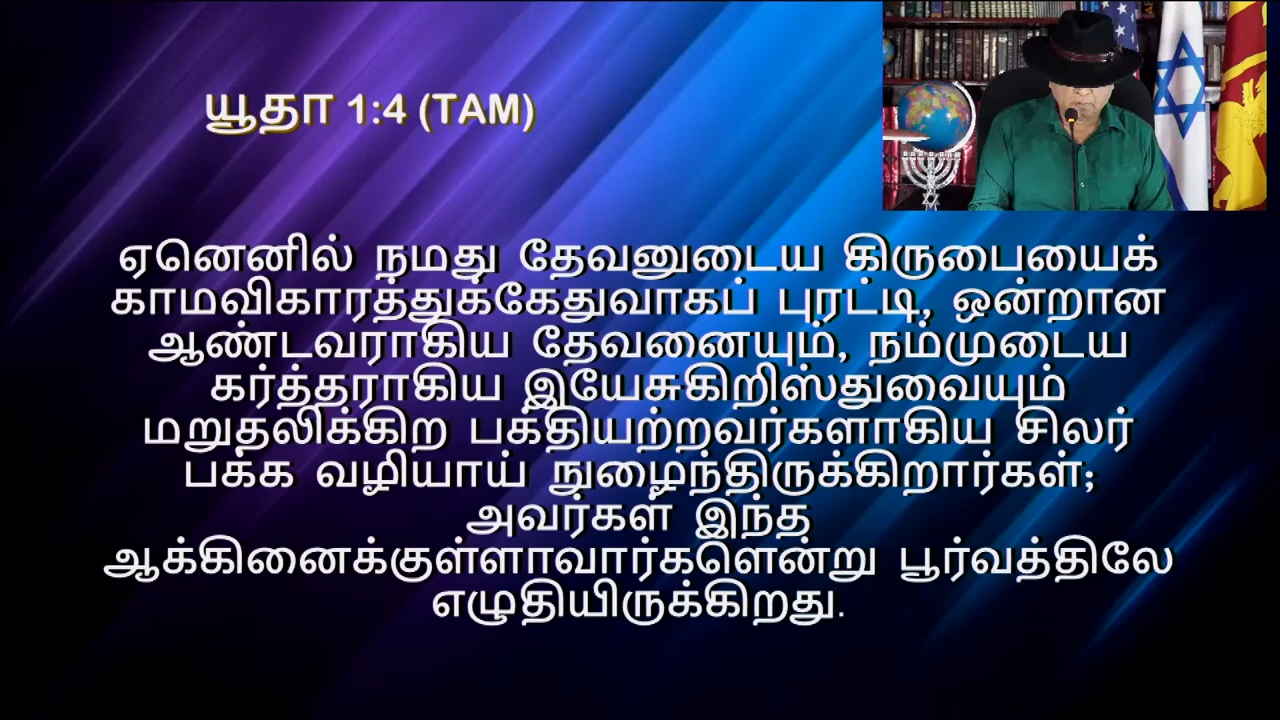 யூதா 1:4 (TAM)
ஏனெனில் நமது தேவனுடைய கிருபையைக்
காமவிகாரத்துக்கேதுவாகப் புரட்டி, ஒன்றான
ஆண்டவராகிய தேவனையும், நம்முடைய
கர்த்தராகிய இயேசுகிறிஸ்துவையும்
மறுதலிக்கிற பக்தியற்றவர்களாகிய சிலர்
பக்க வழியாய் நுழைந்திருக்கிறார்கள்;
அவர்கள் இந்த
ஆக்கினைக்குள்ளாவார்களென்று பூர்வத்திலே
எழுதியிருக்கிறது.